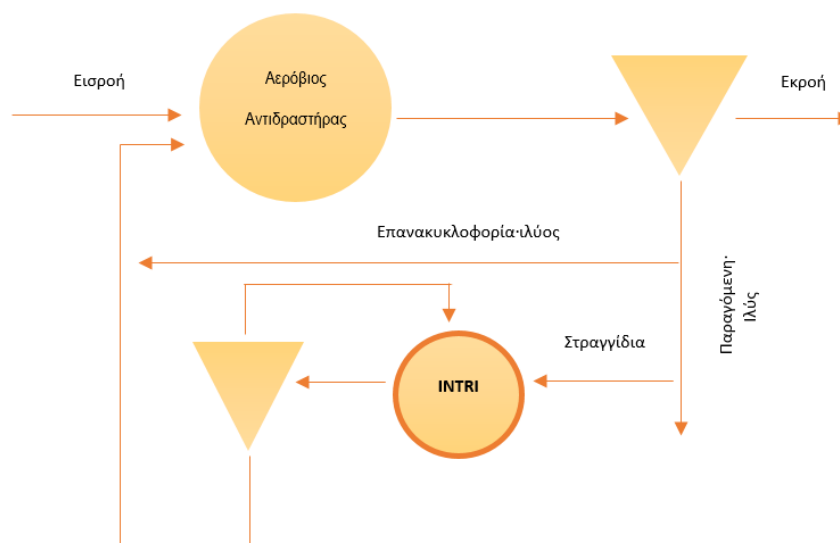 Εισροή
Αερόβιος
Αντιδραστήρας
Εκροή
Επανακυκλοφορία·ιλύος
Παραγόμενη·
Ιλύς
Στραγγίδια
INTRI